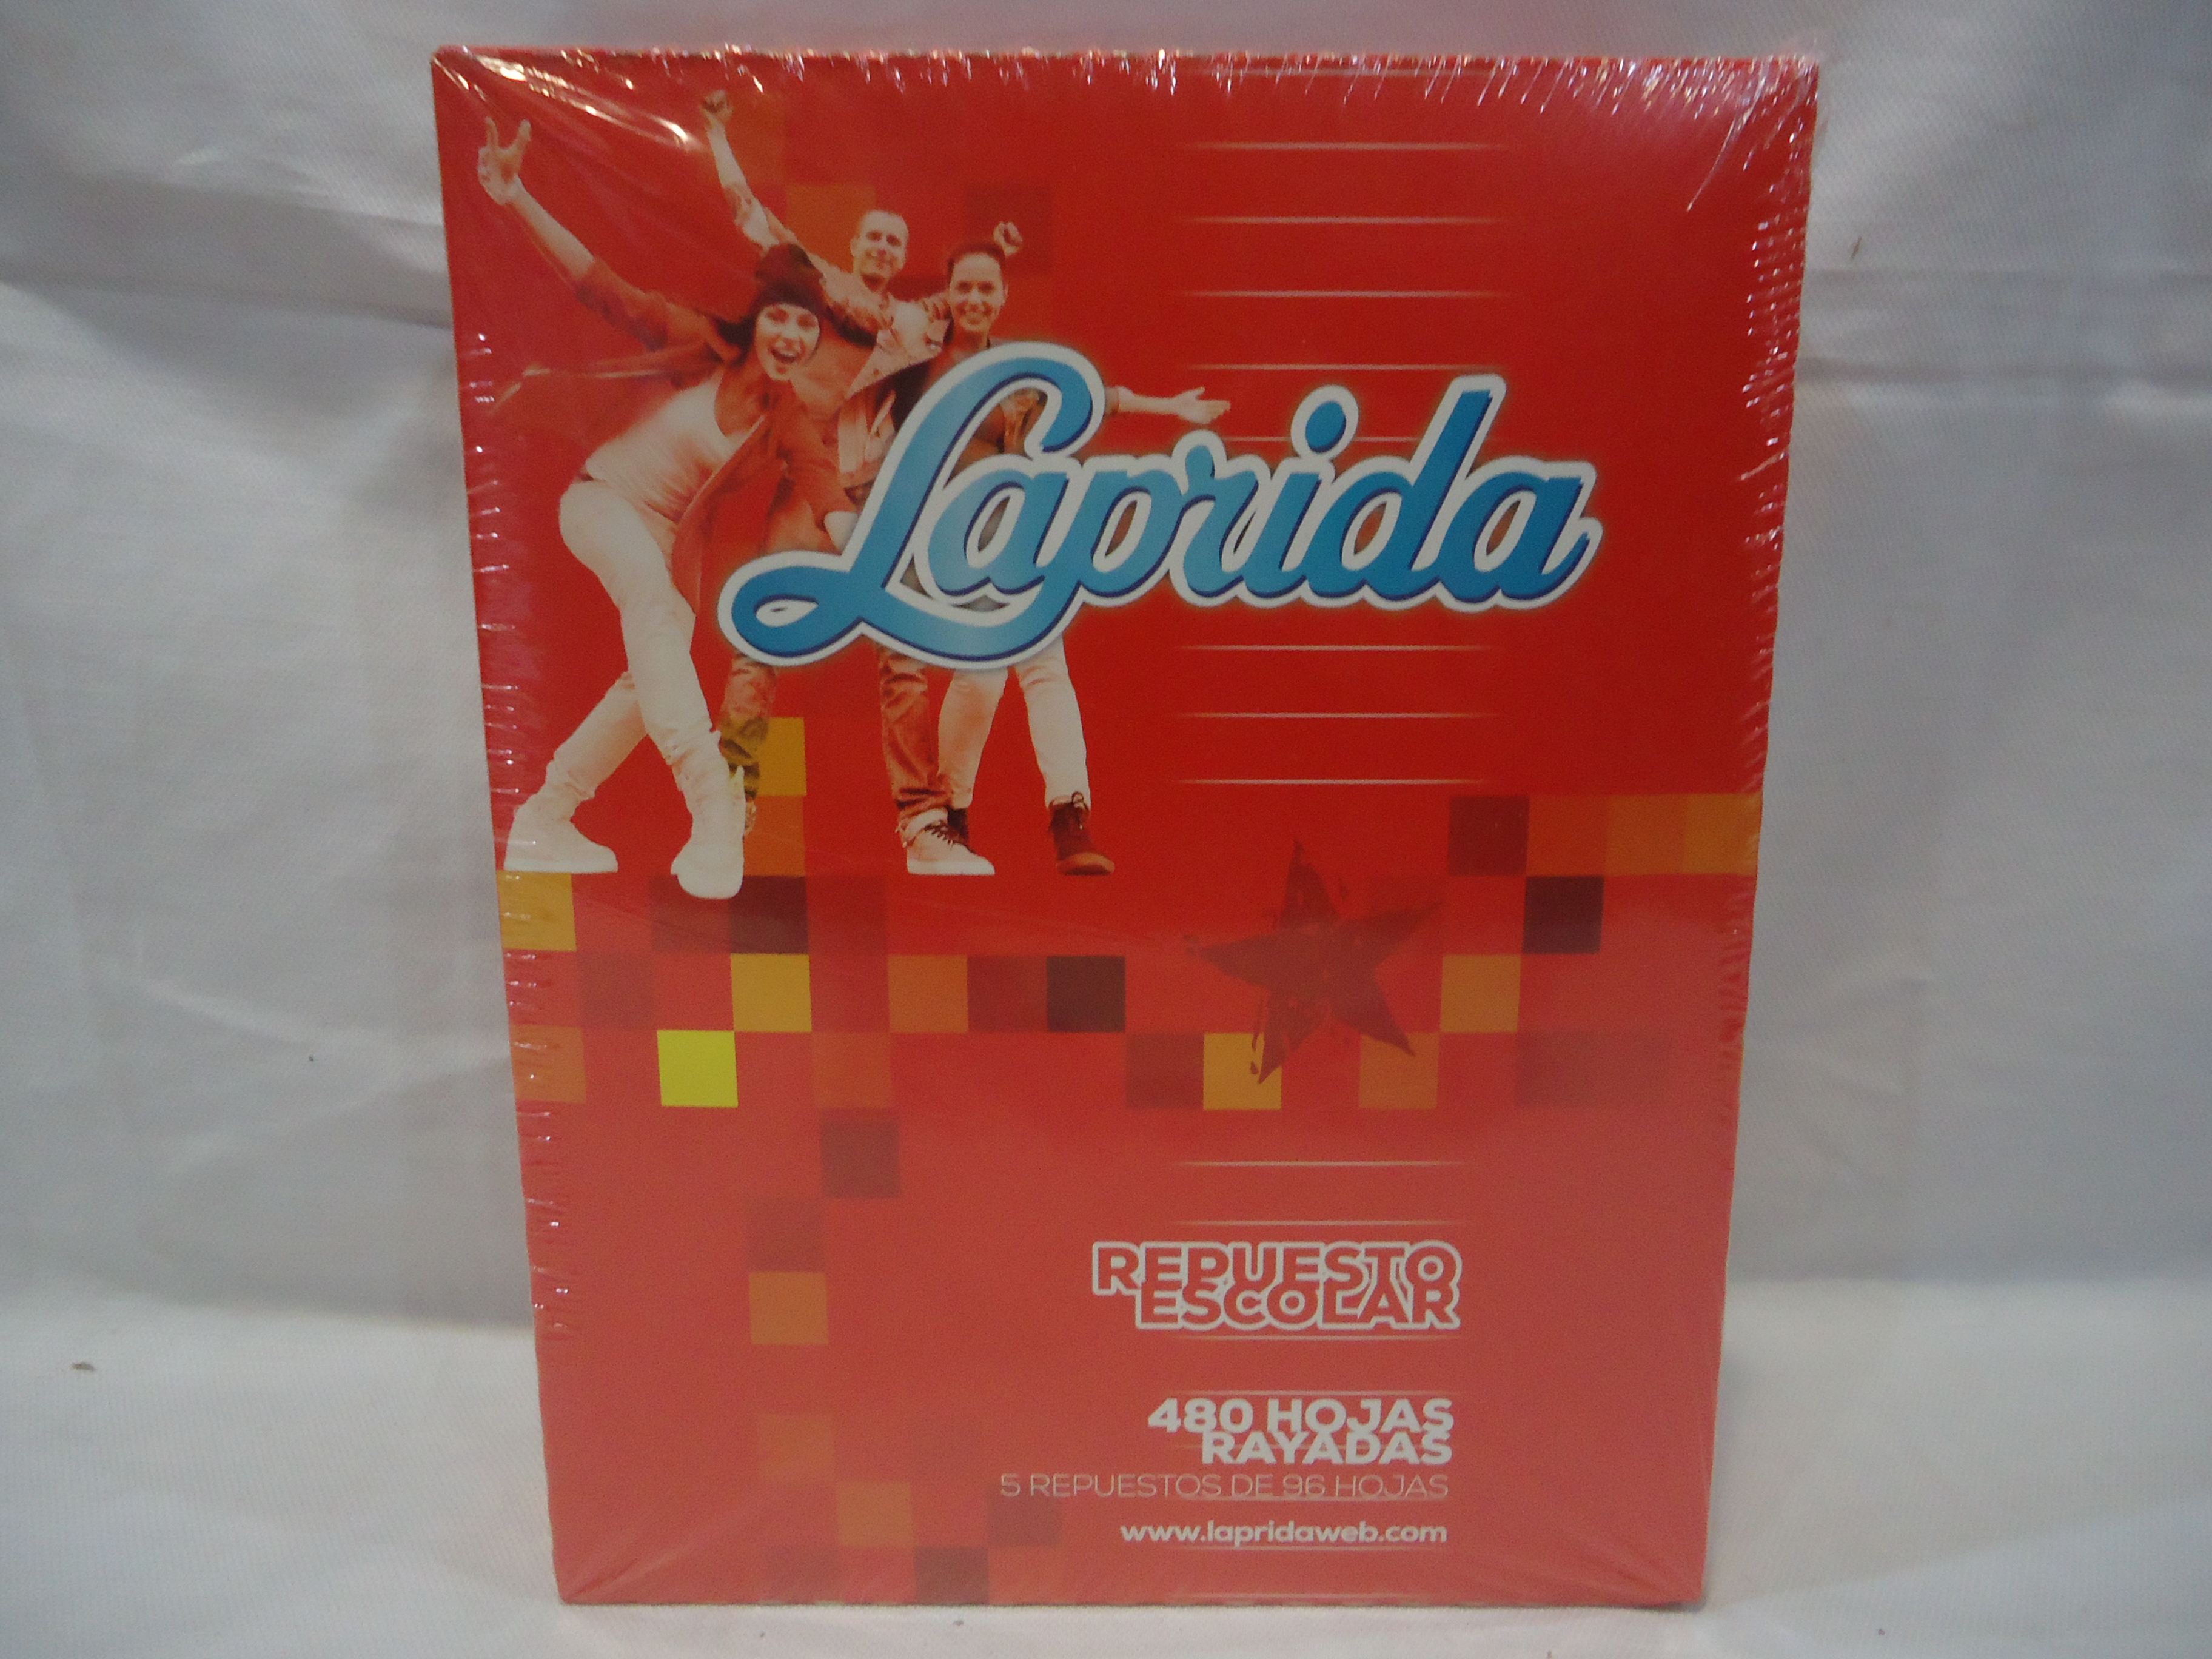 Laprida
REPUESTO
ESCOLAR
480 HOJAS
RAYADAS
5 REPUESTOS DE 96 HOJAS
www.lapridaweb.com